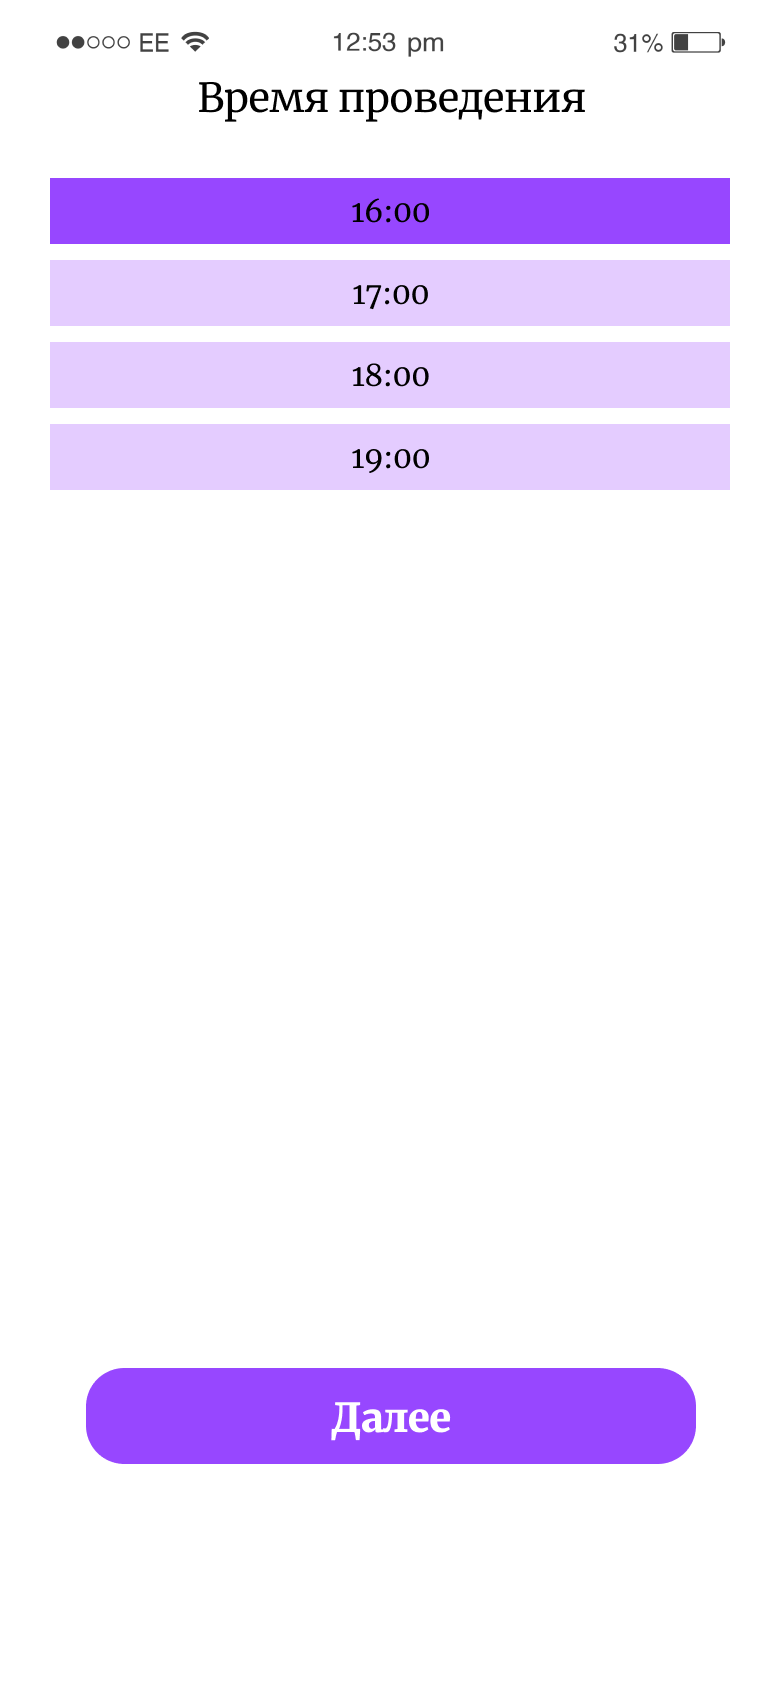 EE 12:53 pm 31%
Время проведения
16:00
17:00
18:00
19:00
Далее